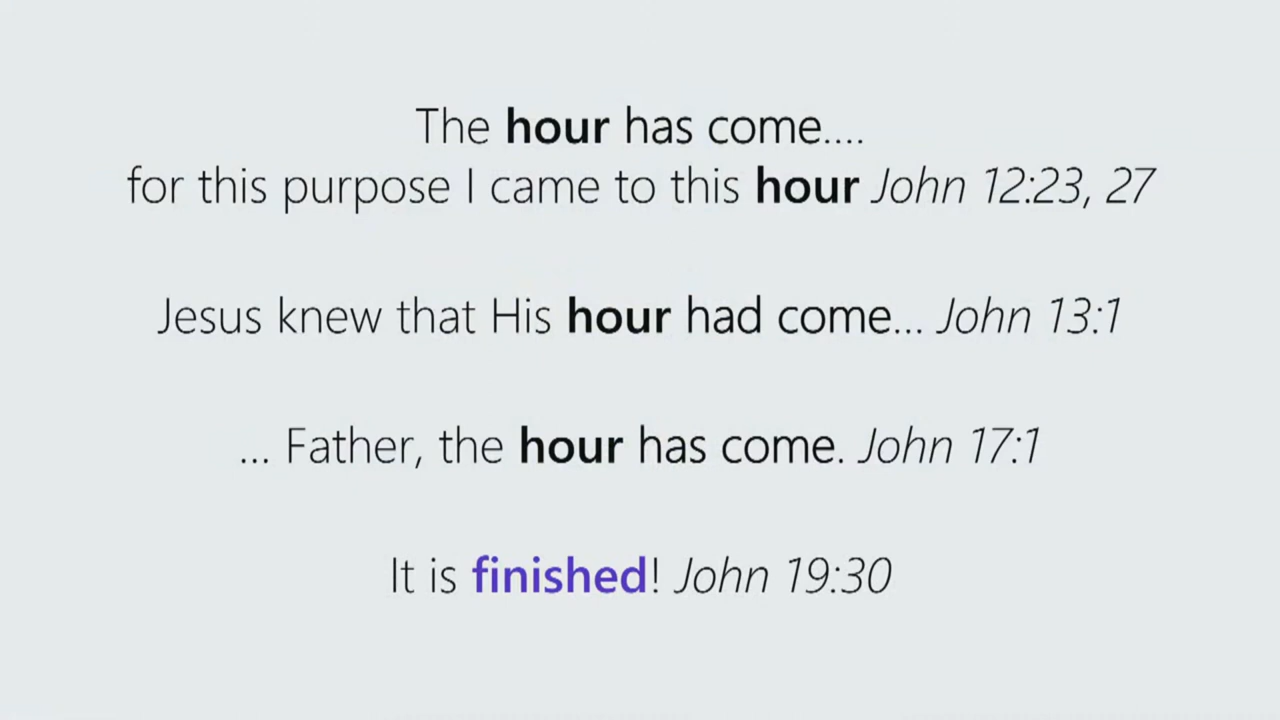 The hour has come....
for this purpose I came to this hour John 12:23, 27
Jesus knew that His hour had come... John 13:1
... Father, the hour has come. John 17:1
It is finished! John 19:30